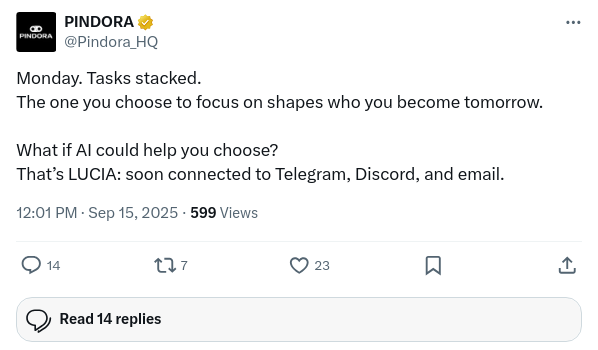 PINDORA
PINDORA
@Pindora_HQ
Monday. Tasks stacked.
The one you choose to focus on shapes who you become tomorrow.
What if AI could help you choose?
That’s LUCIA: soon connected to Telegram, Discord, and email.
12:01 PM · Sep 15, 2025 · 599 Views
14 7 23
Read 14 replies